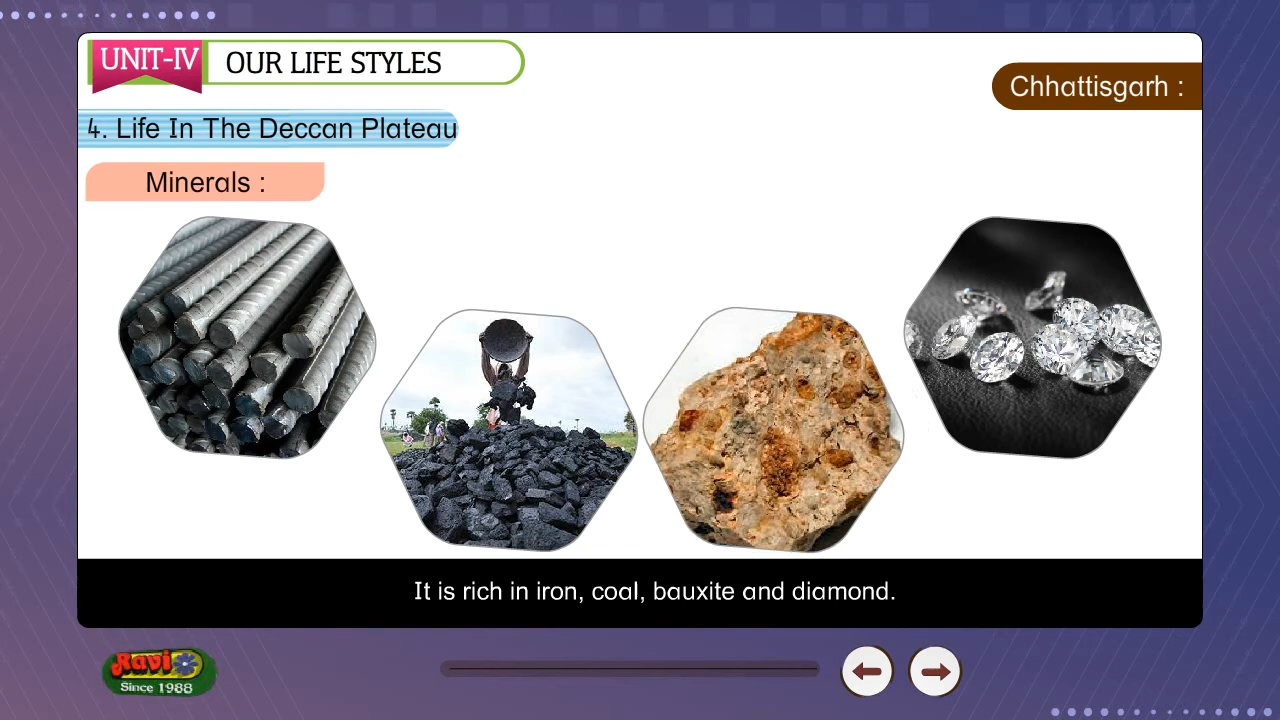 UNIT-IV
OUR LIFE STYLES
Chhattisgarh :
4. Life In The Deccan Plateau
Minerals :
It is rich in iron, coal, bauxite and diamond.
Ravi
Since 1988